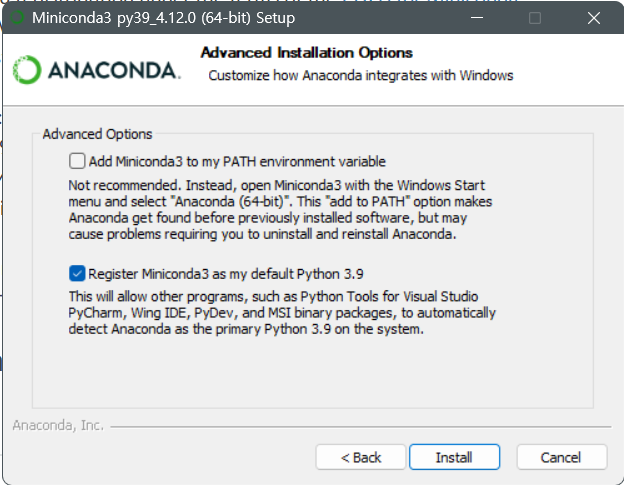 Miniconda3 py39_4.12.0 (64-bit) Setup
Advanced Installation Options
Customize how Anaconda integrates with Windows
ANACONDA.
Advanced Options
Add Miniconda3 to my PATH environment variable
Not recommended. Instead, open Miniconda3 with the Windows Start
menu and select "Anaconda (64-bit)". This "add to PATH" option makes
Anaconda get found before previously installed software, but may
cause problems requiring you to uninstall and reinstall Anaconda.
Register Miniconda3 as my default Python 3.9
This will allow other programs, such as Python Tools for Visual Studio
PyCharm, Wing IDE, PyDev, and MSI binary packages, to automatically
detect Anaconda as the primary Python 3.9 on the system.
Anaconda, Inc.
< Back
Install
Cancel